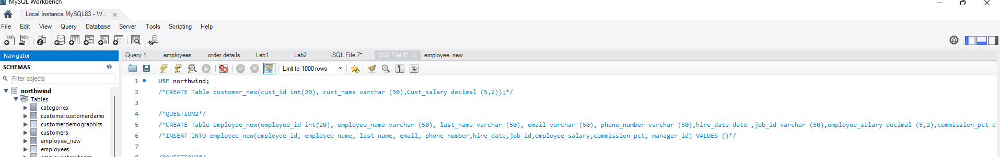 MySQL Workbench
Local instance MySQL83 - W...
File Edit View Query Database Server Tools Scripting Help
Navigator
Query 1 employees order details Lab1 Lab2 SQL File 7* SQL File 8* employee_new
SCHEMAS
Limit to 1000 rows
Filter objects
northwind
Tables
categories
customercustomerdemo
customerdemographics
customers
employee_new
employees
1 USE northwind;
2 /*CREATE Table customer_new(cust_id int(20), cust_name varchar (50),Cust_salary decimal (5,2));*/
3
4 /*QUESTION2*/
5 /*CREATE Table employee_new(employee_id int(20), employee_name varchar (50), last_name varchar (50), email varchar (50), phone_number varchar (50),hire_date date ,job_id varchar (50),employee_salary decimal (5,2),commission_pct d
6 /*INSERT INTO employee_new(employee_id, employee_name, last_name, email, phone_number,hire_date,job_id,employee_salary,commission_pct, manager_id) VALUES ()*/
7
8 /*QUESTION3*/